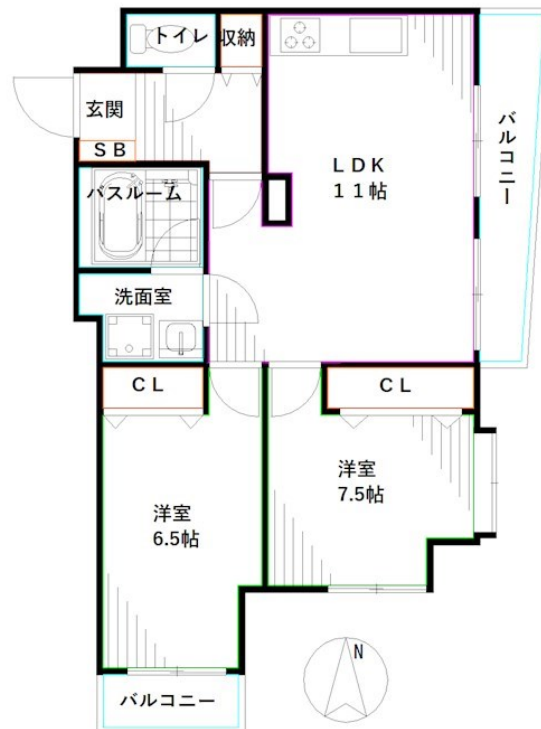 トイレ
収納
玄関
ＳＢ
バスルーム
ＬＤＫ
１１帖
バルコニー
洗面室
ＣＬ
ＣＬ
洋室
7.5帖
洋室
6.5帖
N
バルコニー